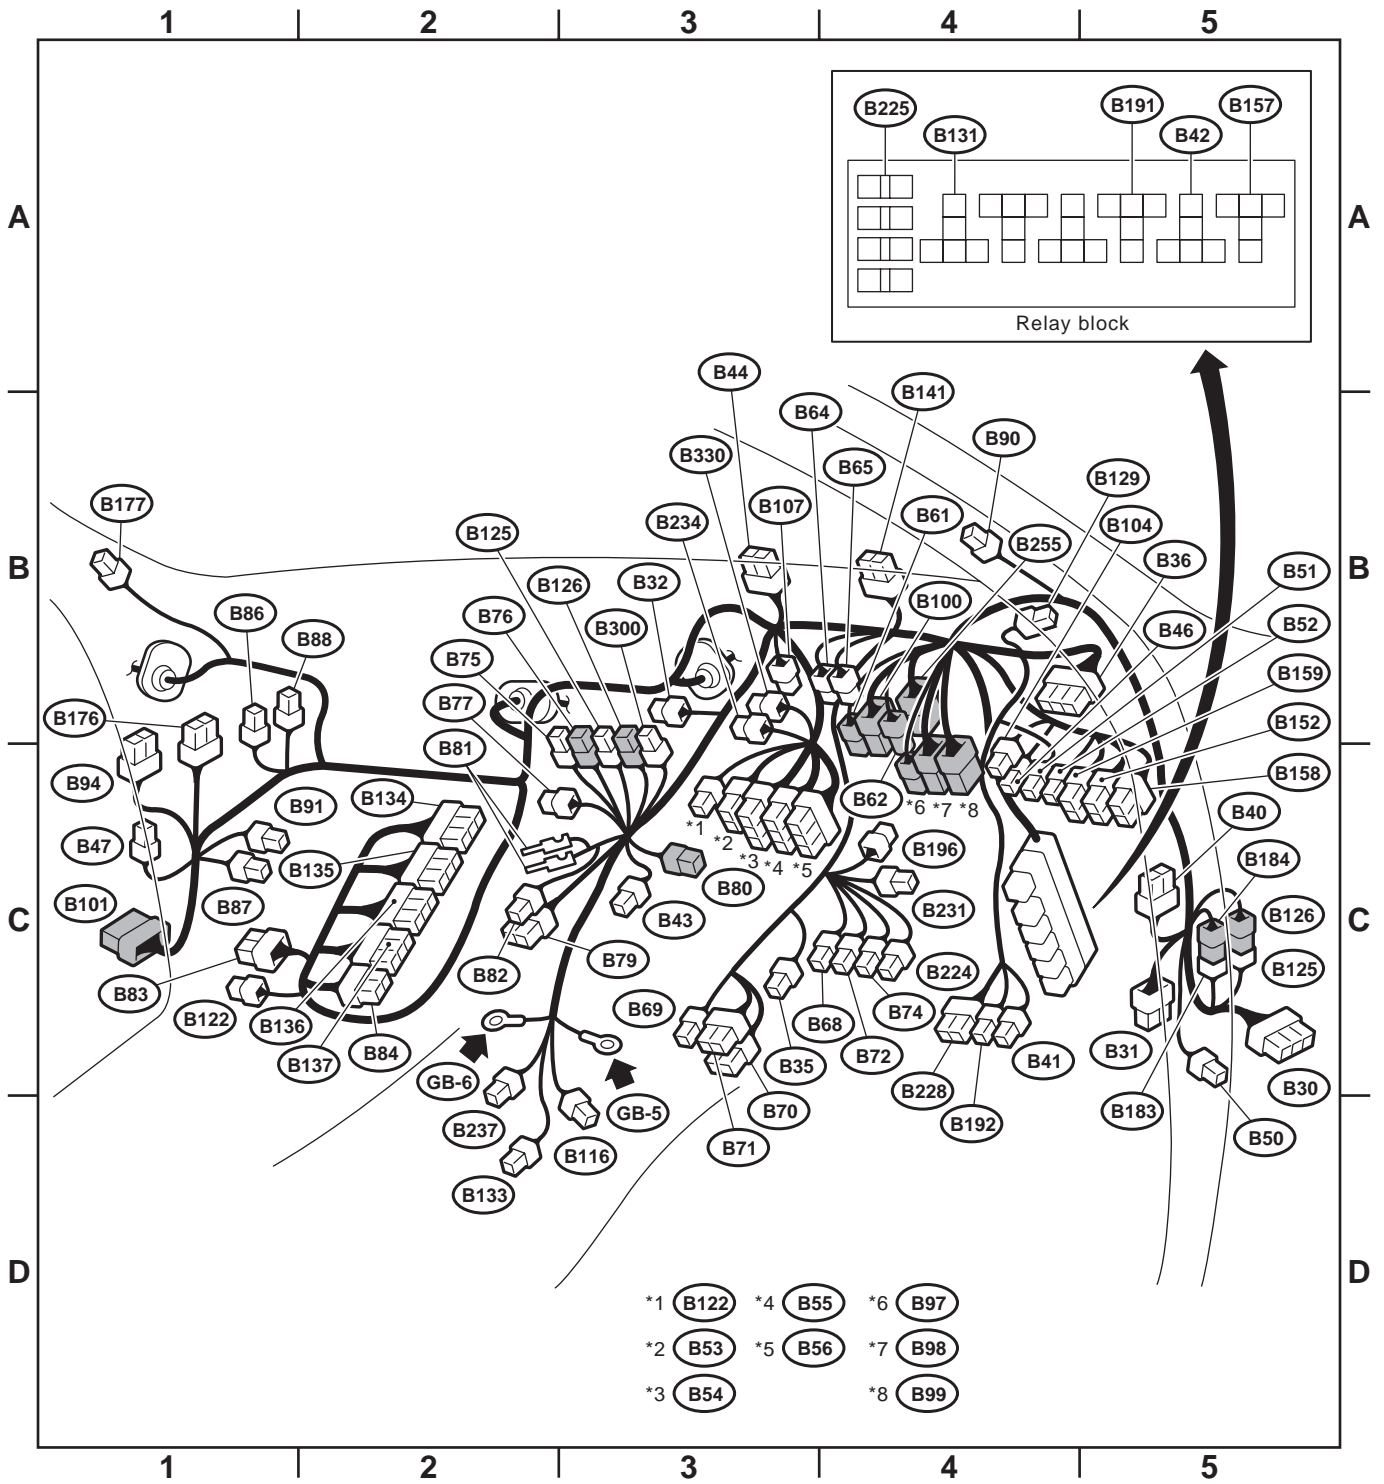 1 2 3 4 5
B225
B191
B157
B131
B42
A
A
Relay block
B44
B141
B64
B90
B330
B65
B129
B177
B107
B61
B104
B234
B125
B255
B36
B
B
B51
B126
B32
B86
B76
B100
B52
B300
B46
B88
B75
B159
B77
B176
B152
B81
B94
B158
B91
B134
B62
*6 *7 *8
B40
*1
*2
B47
B196
B184
*3 *4 *5
B135
B80
B101
B87
B43
B231
B126
C
C
B82
B79
B224
B125
B83
B122
B136
B69
B68
B74
B137
B84
B35
B72
B41
B31
GB-6
B228
B30
B237
GB-5
B70
B192
B183
B71
B50
B116
B133
D
D
*1 B122 *4 B55 *6 B97
*2 B53 *5 B56 *7 B98
*3 B54 *8 B99
1 2 3 4 5